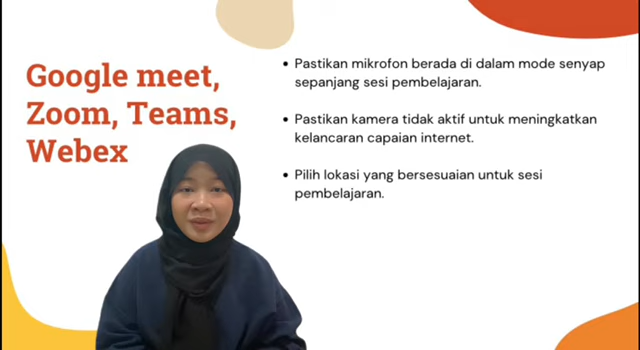 Google meet,
Zoom, Teams,
Webex
• Pastikan mikrofon berada di dalam mode senyap
sepanjang sesi pembelajaran.
• Pastikan kamera tidak aktif untuk meningkatkan
kelancaran capaian internet.
• Pilih lokasi yang bersesuaian untuk sesi
pembelajaran.